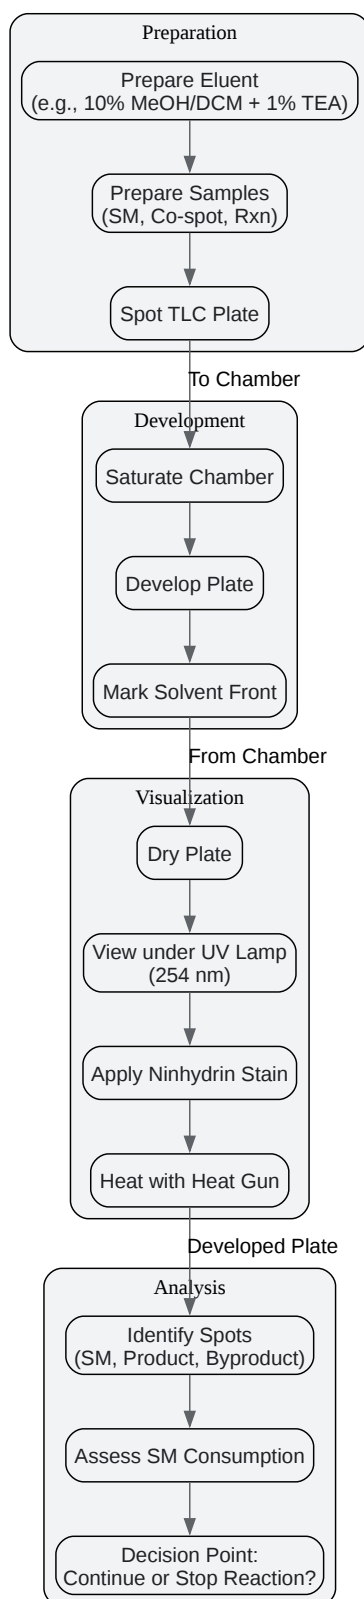 Preparation
Prepare Eluent
(e.g., 10% MeOH/DCM + 1% TEA)
Prepare Samples
(SM, Co-spot, Rxn)
Spot TLC Plate
To Chamber
Development
Saturate Chamber
Develop Plate
Mark Solvent Front
From Chamber
Visualization
Dry Plate
View under UV Lamp
(254 nm)
Apply Ninhydrin Stain
Heat with Heat Gun
Developed Plate
Analysis
Identify Spots
(SM, Product, Byproduct)
Assess SM Consumption
Decision Point:
Continue or Stop Reaction?